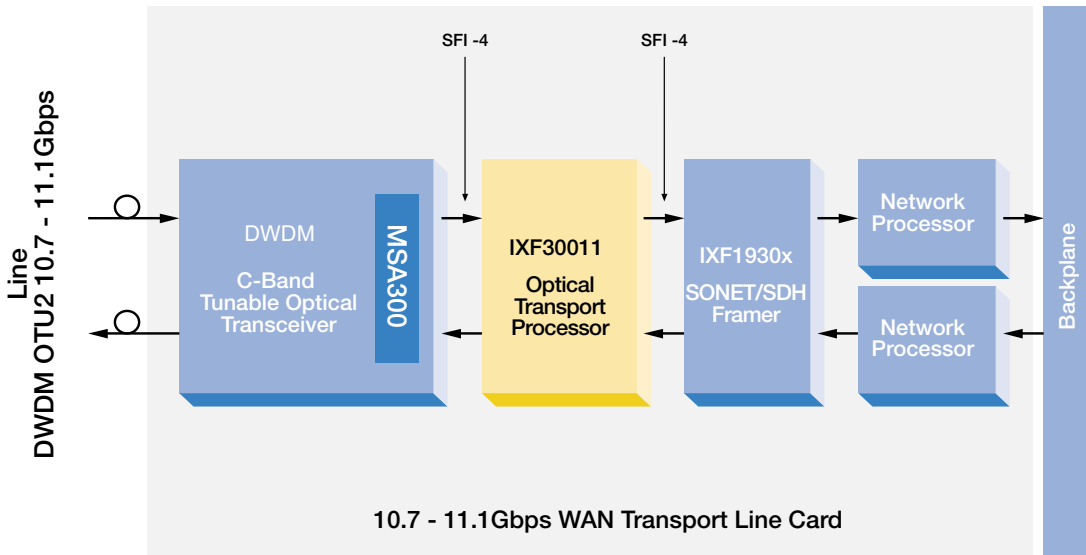 SFI -4
SFI -4
Line
DWDM OTU2 10.7 - 11.1Gbps
DWDM
C-Band
Tunable Optical
Transceiver
MSA300
IXF30011
Optical
Transport
Processor
IXF1930x
SONET/SDH
Framer
Network
Processor
Network
Processor
Backplane
10.7 - 11.1Gbps WAN Transport Line Card